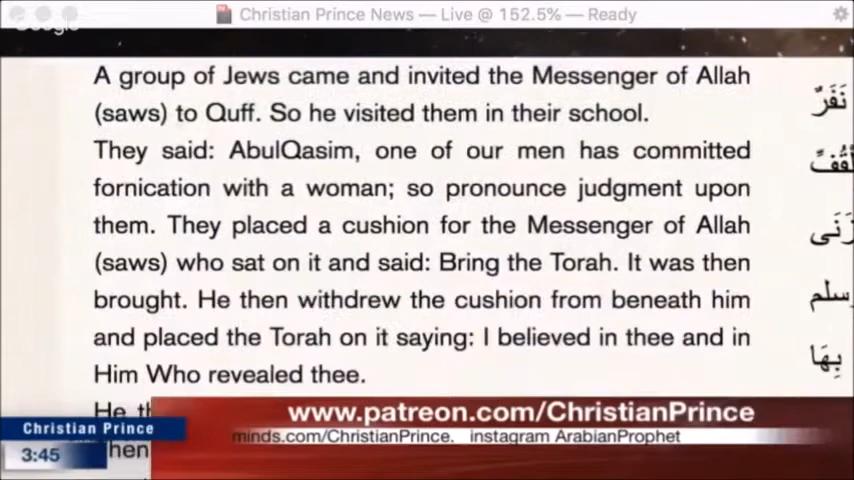 Christian Prince News — Live @ 152.5% — Ready
Google
A group of Jews came and invited the Messenger of Allah
(saws) to Quff. So he visited them in their school.
They said: AbulQasim, one of our men has committed
fornication with a woman; so pronounce judgment upon
them. They placed a cushion for the Messenger of Allah
(saws) who sat on it and said: Bring the Torah. It was then
brought. He then withdrew the cushion from beneath him
and placed the Torah on it saying: I believed in thee and in
Him Who revealed thee.
نَفَرٌ
زَنَى
بِهَا
He
www.patreon.com/ChristianPrince
minds.com/ChristianPrince. instagram ArabianProphet
Christian Prince
3:45